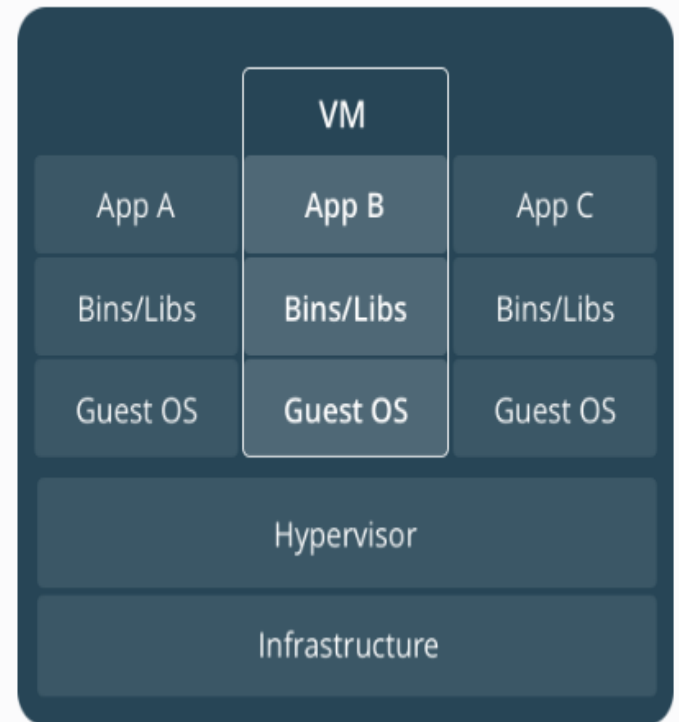 VM
App A App B App C
Bins/Libs Bins/Libs Bins/Libs
Guest OS Guest OS Guest OS
Hypervisor
Infrastructure